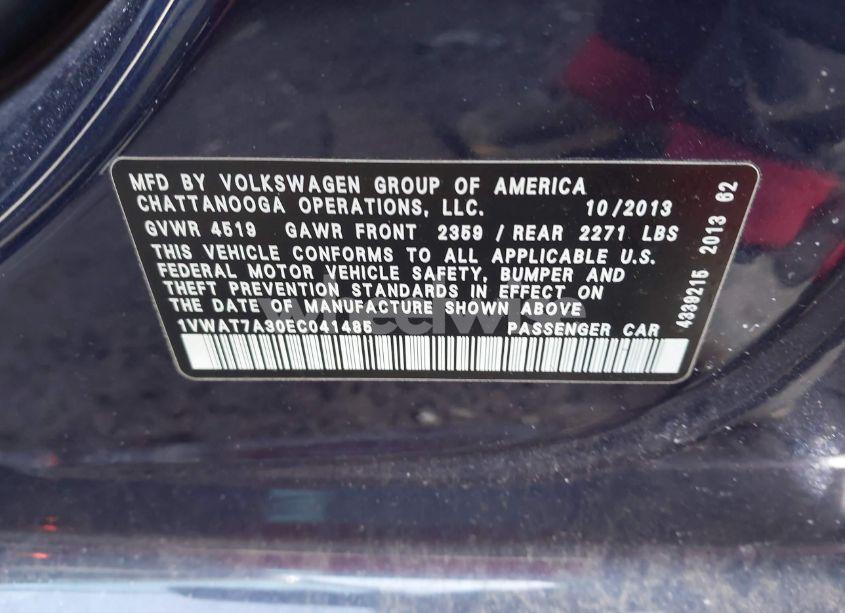 MFD BY VOLKSWAGEN GROUP OF AMERICA
CHATTANOOGA OPERATIONS, LLC. 10/2013
GVWR 4519 GAWR FRONT 2359 / REAR 2271 LBS
THIS VEHICLE CONFORMS TO ALL APPLICABLE U.S.
FEDERAL MOTOR VEHICLE SAFETY, BUMPER AND
THEFT PREVENTION STANDARDS IN EFFECT ON
THE DATE OF MANUFACTURE SHOWN ABOVE
1VWAT7A30EC041485 PASSENGER CAR
4339215 2013 62